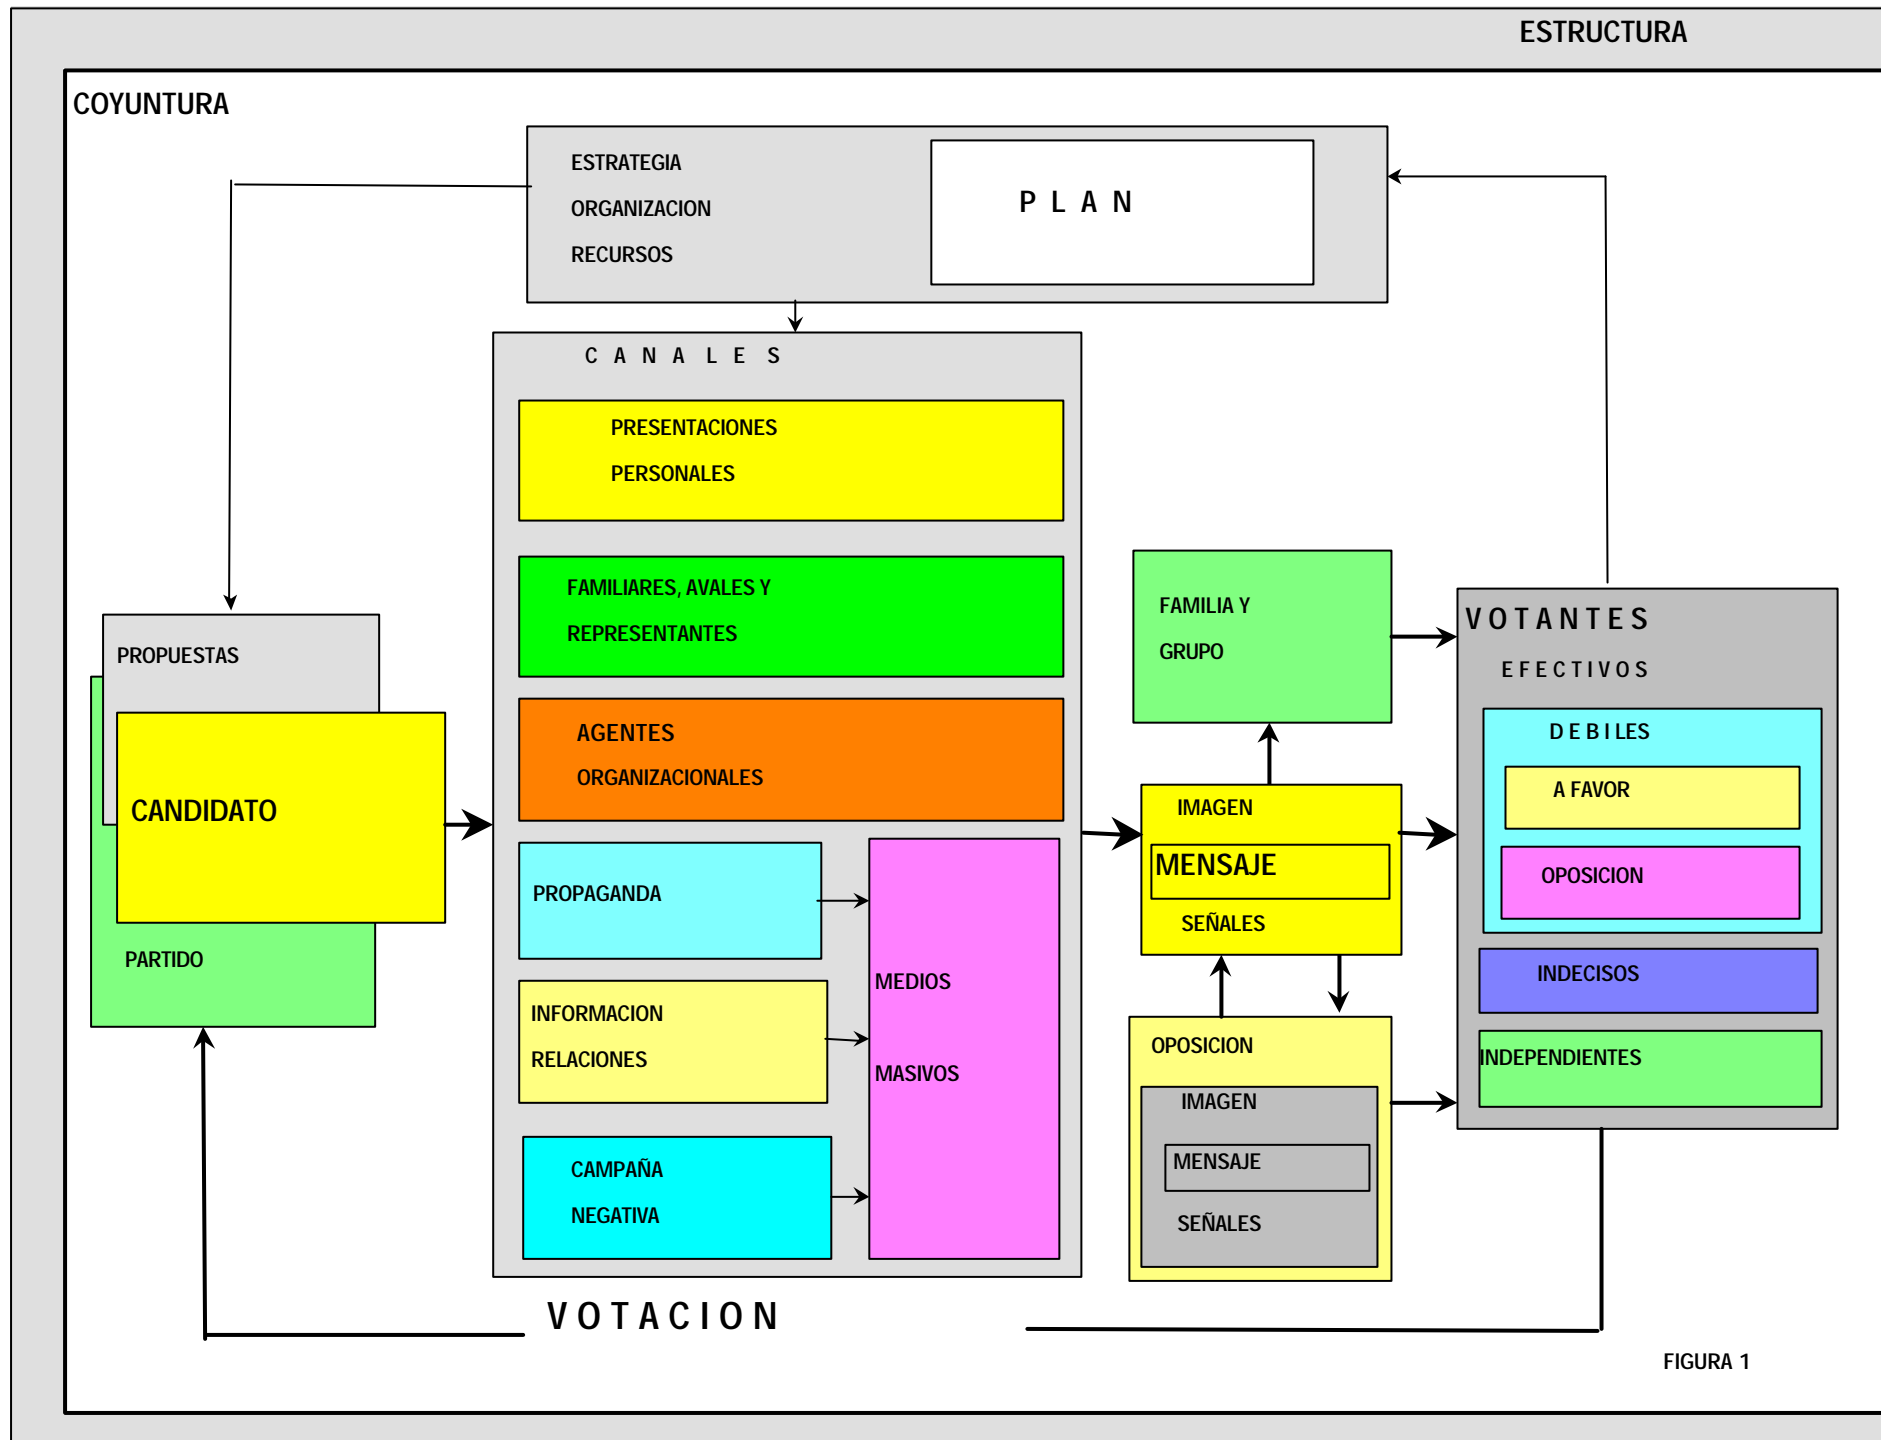 ESTRUCTURA
COYUNTURA
ESTRATEGIA
ORGANIZACION
RECURSOS
P L A N
C A N A L E S
PRESENTACIONES
PERSONALES
FAMILIARES, AVALES Y
REPRESENTANTES
AGENTES
ORGANIZACIONALES
PROPAGANDA
INFORMACION
RELACIONES
CAMPAÑA
NEGATIVA
MEDIOS
MASIVOS
PROPUESTAS
CANDIDATO
PARTIDO
FAMILIA Y
GRUPO
IMAGEN
MENSAJE
SEÑALES
OPOSICION
IMAGEN
MENSAJE
SEÑALES
V O T A N T E S
E F E C T I V O S
D E B I L E S
A FAVOR
OPOSICION
INDECISOS
INDEPENDIENTES
V O T A C I O N
FIGURA 1